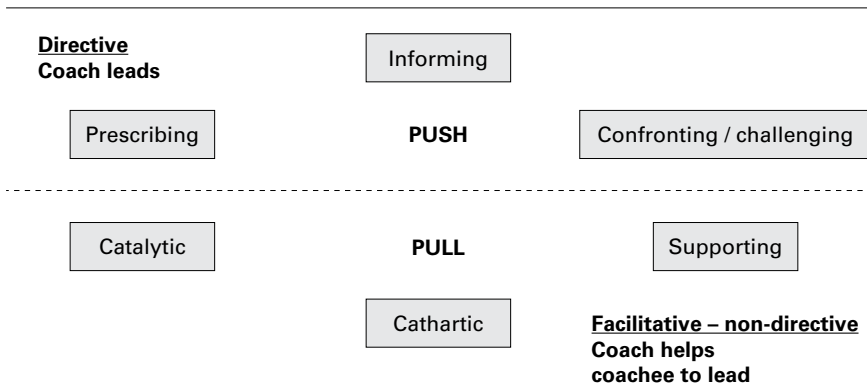 Directive
Coach leads
Informing
Prescribing
PUSH
Confronting / challenging
Catalytic
PULL
Supporting
Cathartic
Facilitative – non-directive
Coach helps
coachee to lead